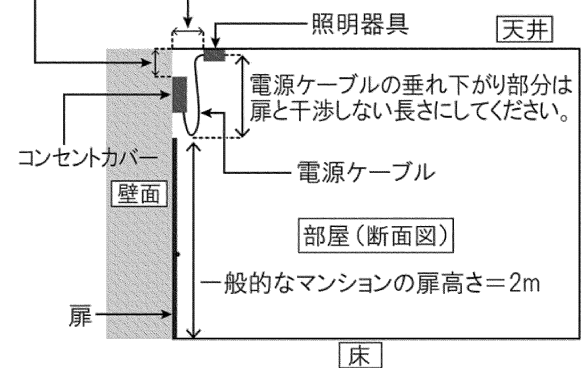 照明器具
天井
電源ケーブルの垂れ下がり部分は
扉と干渉しない長さにしてください。
コンセントカバー
電源ケーブル
壁面
部屋（断面図）
一般的なマンションの扉高さ＝2m
扉
床